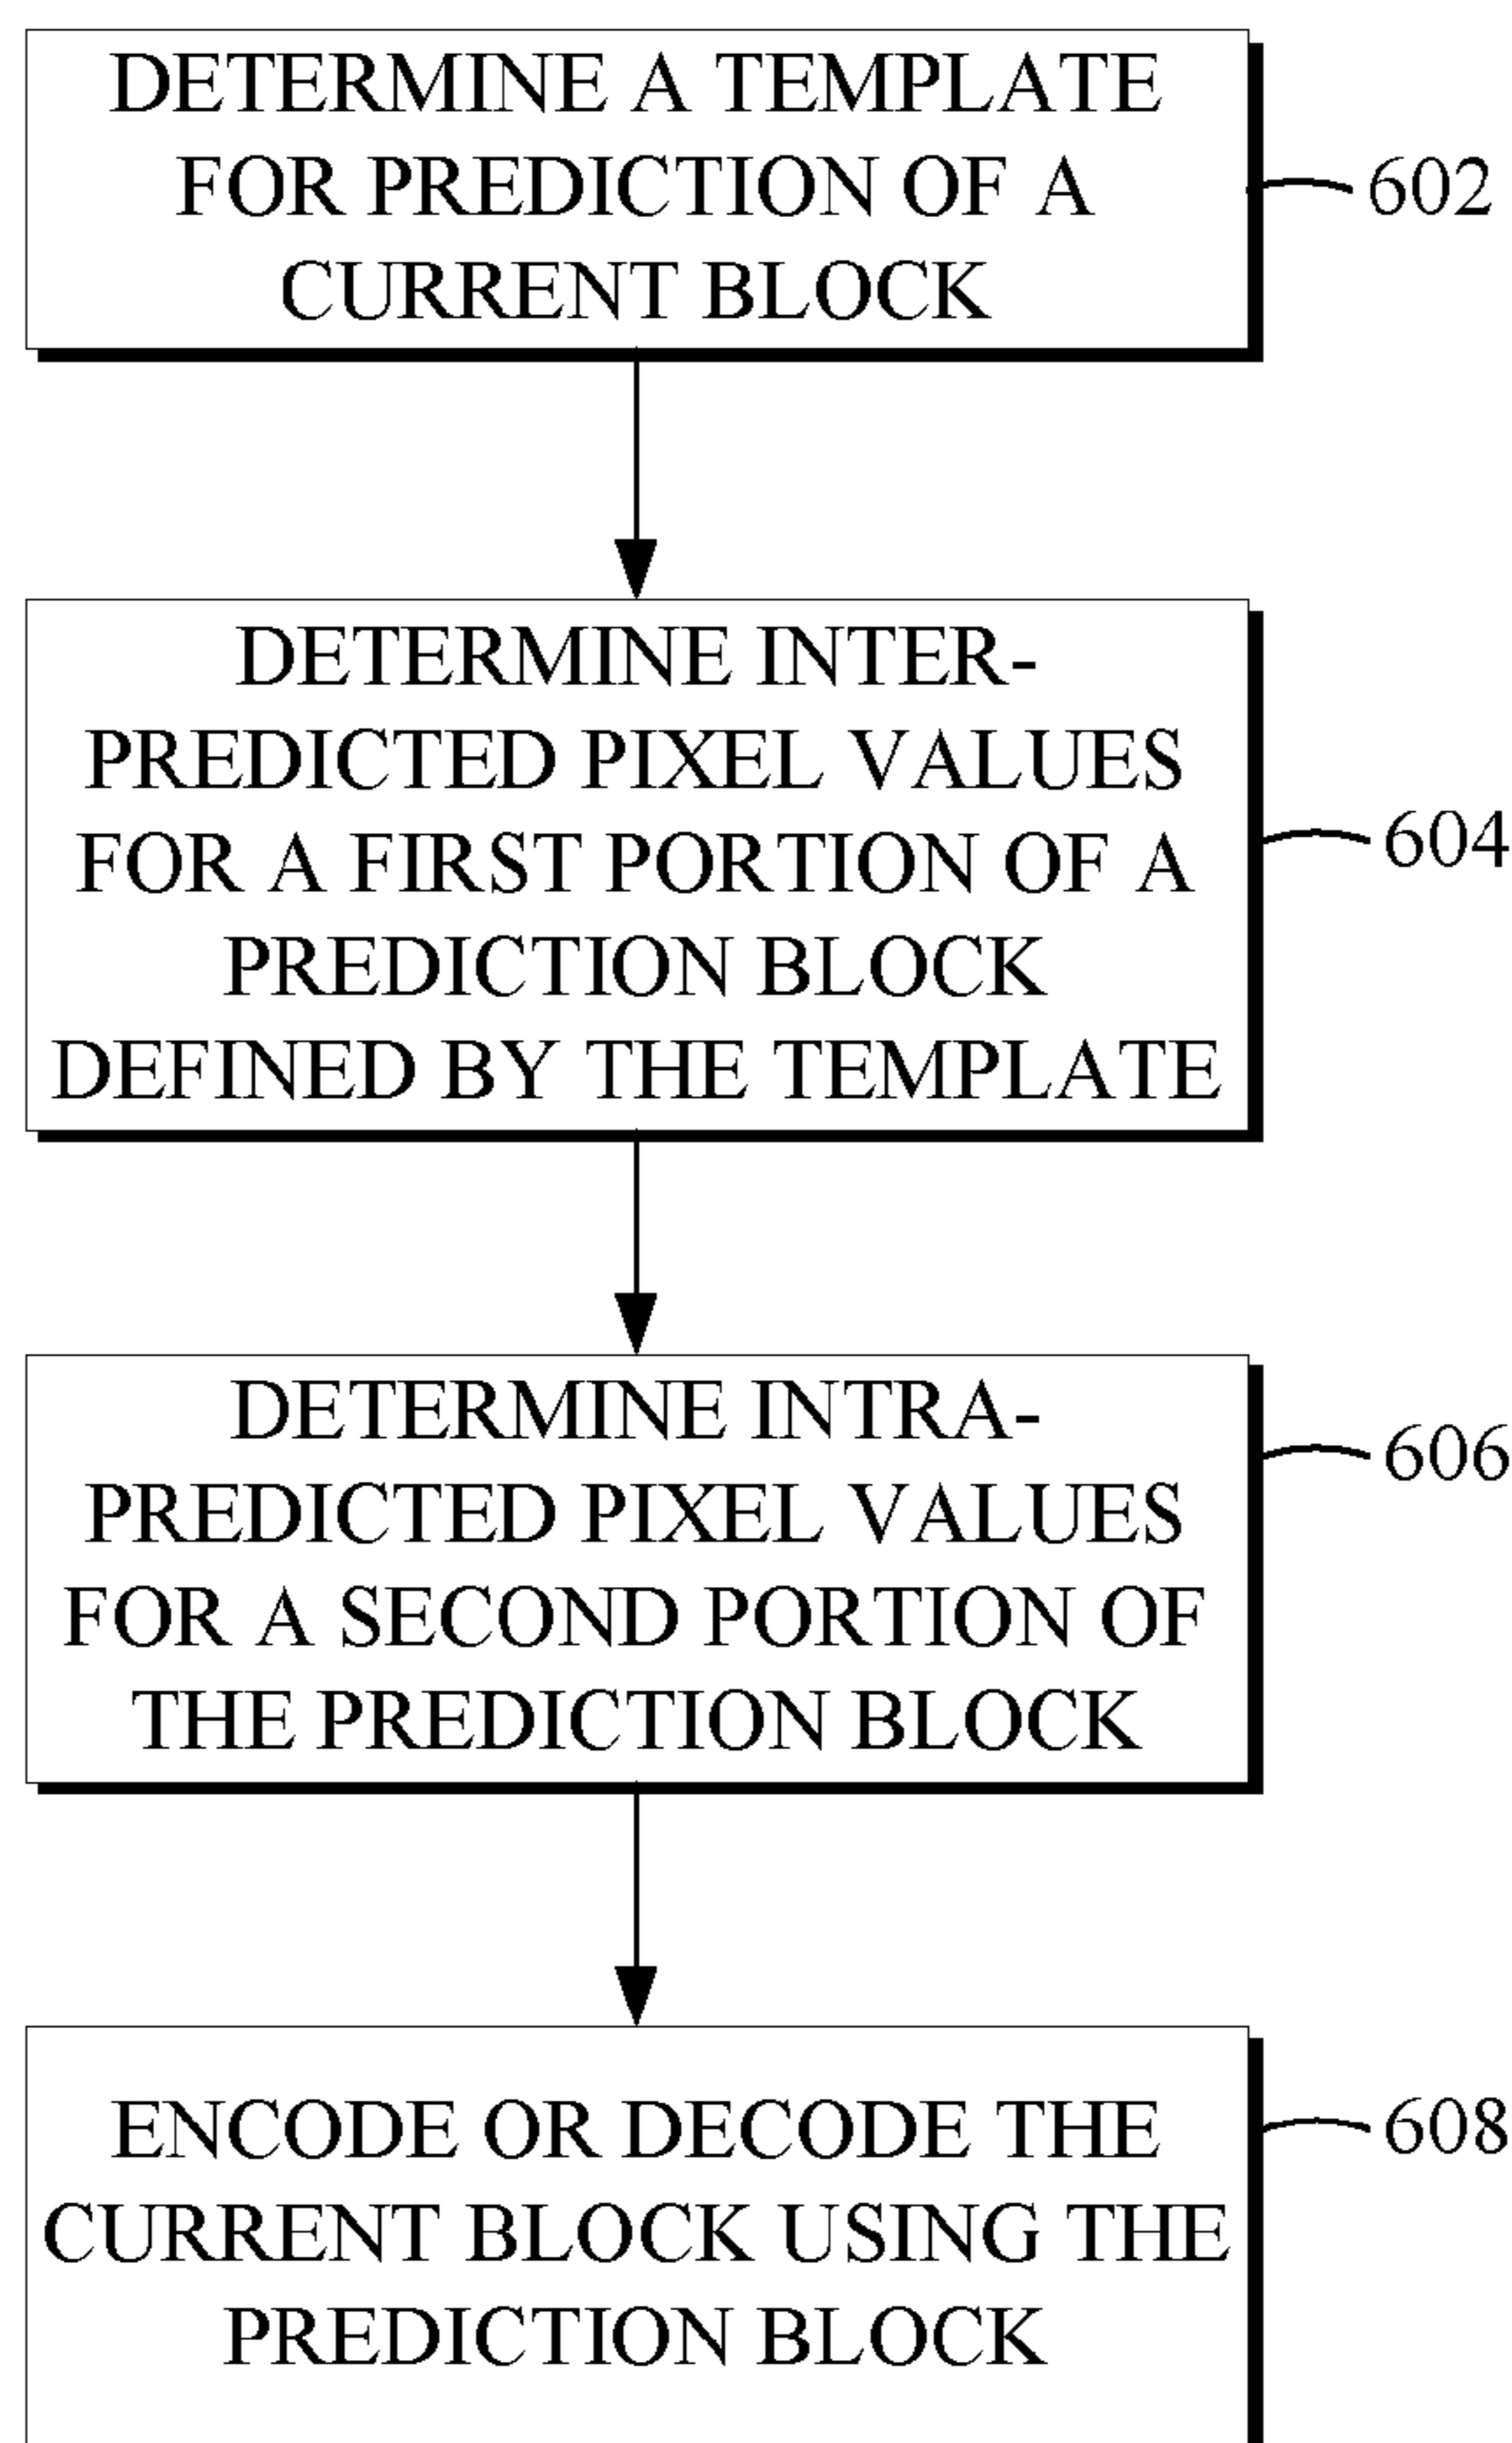 DETERMINE A TEMPLATE
FOR PREDICTION OF A
CURRENT BLOCK
602
DETERMINE INTER-
PREDICTED PIXEL VALUES
FOR A FIRST PORTION OF A
PREDICTION BLOCK
DEFINED BY THE TEMPLATE
604
DETERMINE INTRA-
PREDICTED PIXEL VALUES
FOR A SECOND PORTION OF
THE PREDICTION BLOCK
606
ENCODE OR DECODE THE
CURRENT BLOCK USING THE
PREDICTION BLOCK
608